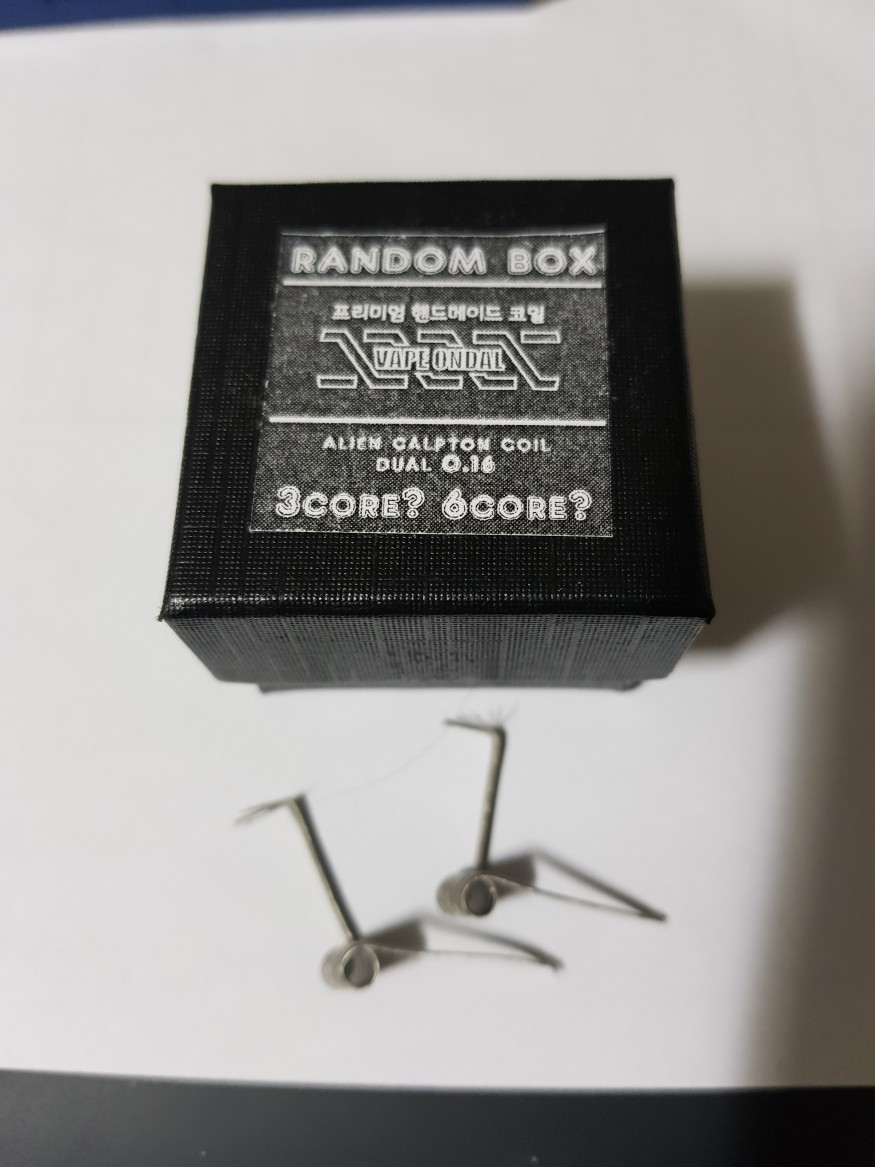 RANDOM BOX
프리미엄 핸드메이드 코일
VAPE ONDAL
ALIEN CALPTON COIL
DUAL 0.16
3CORE? 6CORE?